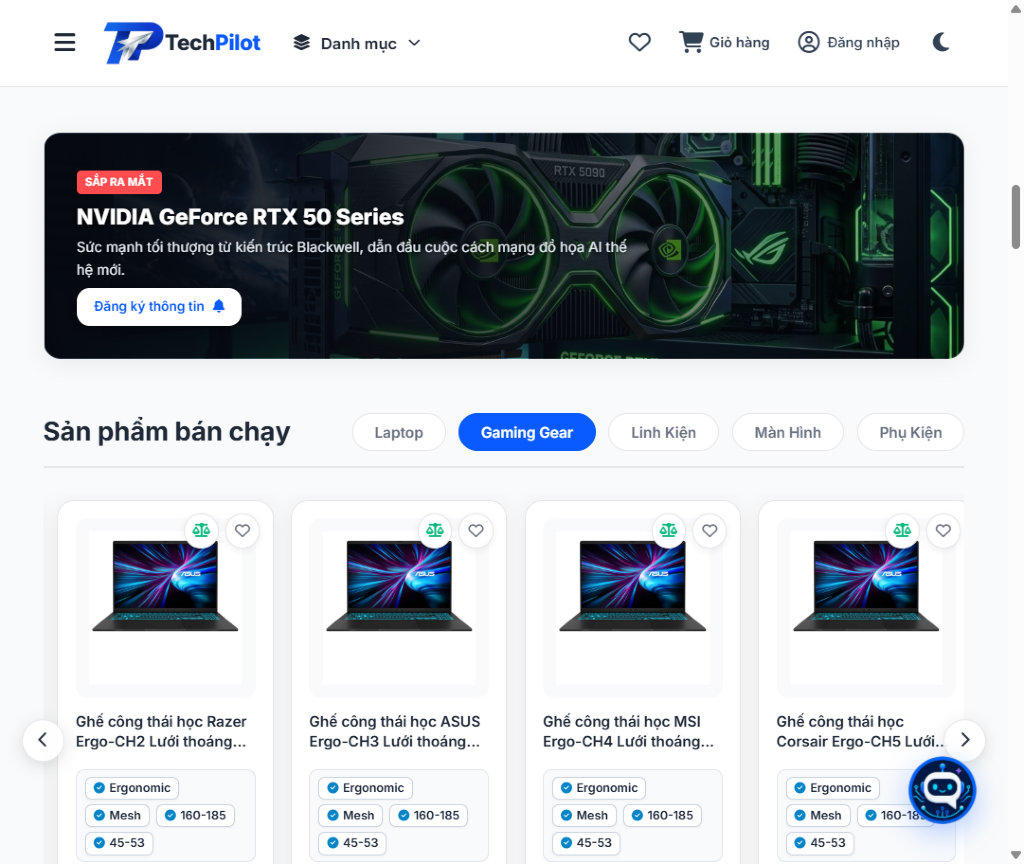 TechPilot
Danh mục
Giỏ hàng
Đăng nhập
RTX 5090
SẮP RA MẮT
NVIDIA GeForce RTX 50 Series
Sức mạnh tối thượng từ kiến trúc Blackwell, dẫn đầu cuộc cách mạng đồ họa AI thế
hệ mới.
Đăng ký thông tin
Sản phẩm bán chạy
Laptop
Gaming Gear
Linh Kiện
Màn Hình
Phụ Kiện
ASUS
ASUS
ASUS
ASUS
Ghế công thái học Razer
Ergo-CH2 Lưới thoáng...
Ghế công thái học ASUS
Ergo-CH3 Lưới thoáng...
Ghế công thái học MSI
Ergo-CH4 Lưới thoáng...
Ghế công thái học
Corsair Ergo-CH5 Lưới...
Ergonomic
Mesh 160-185
45-53
Ergonomic
Mesh 160-185
45-53
Ergonomic
Mesh 160-185
45-53
Ergonomic
Mesh
45-53